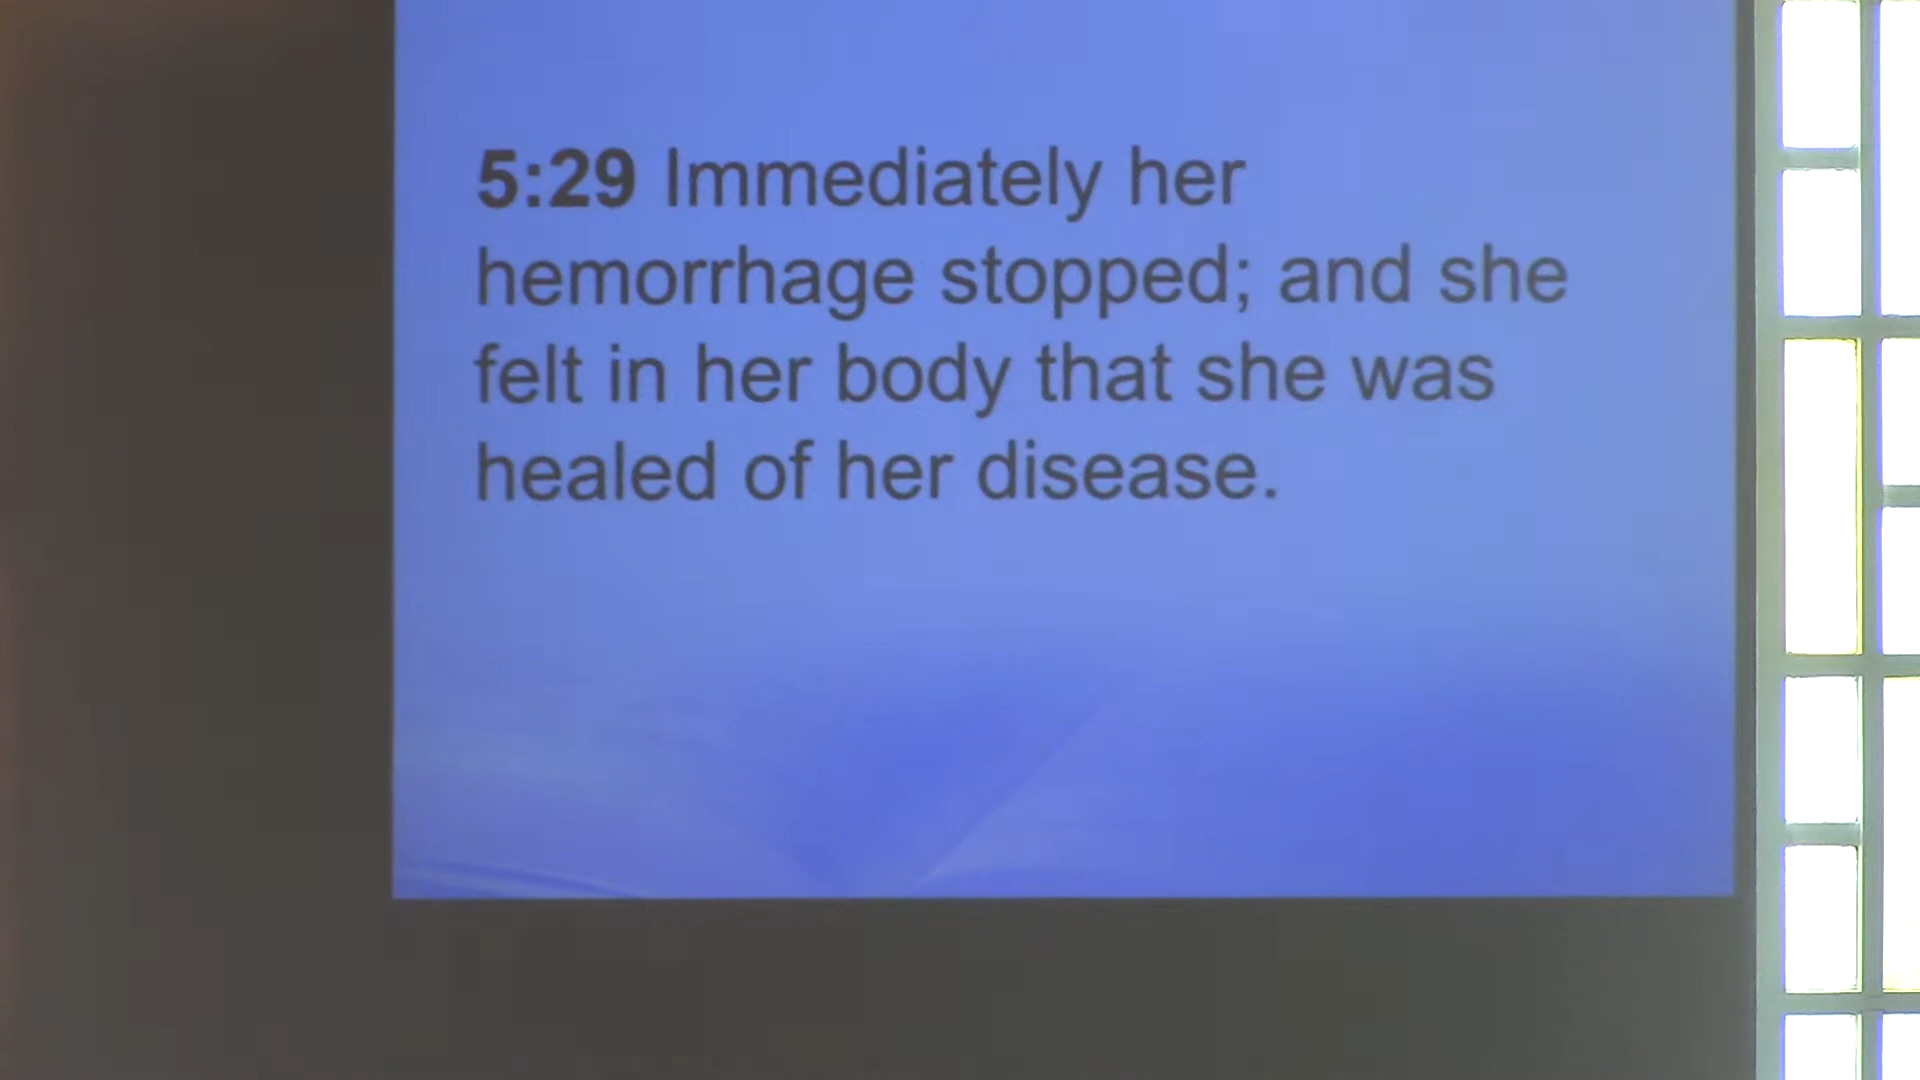 5:29 Immediately her
hemorrhage stopped; and she
felt in her body that she was
healed of her disease.